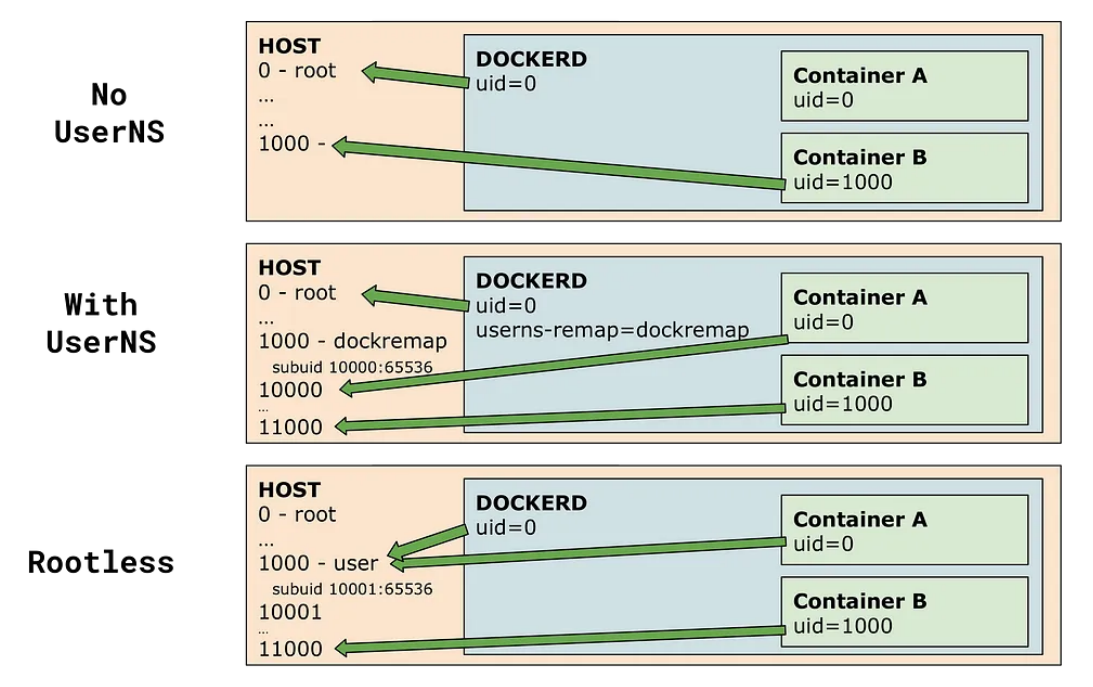 No
UserNS
HOST
0 - root
...
...
1000 -
DOCKERD
uid=0
Container A
uid=0
Container B
uid=1000
With
UserNS
HOST
0 - root
...
1000 - dockremap
subuid 10000:65536
10000
...
11000
DOCKERD
uid=0
userns-remap=dockremap
Container A
uid=0
Container B
uid=1000
Rootless
HOST
0 - root
...
1000 - user
subuid 10001:65536
10001
...
11000
DOCKERD
uid=0
Container A
uid=0
Container B
uid=1000